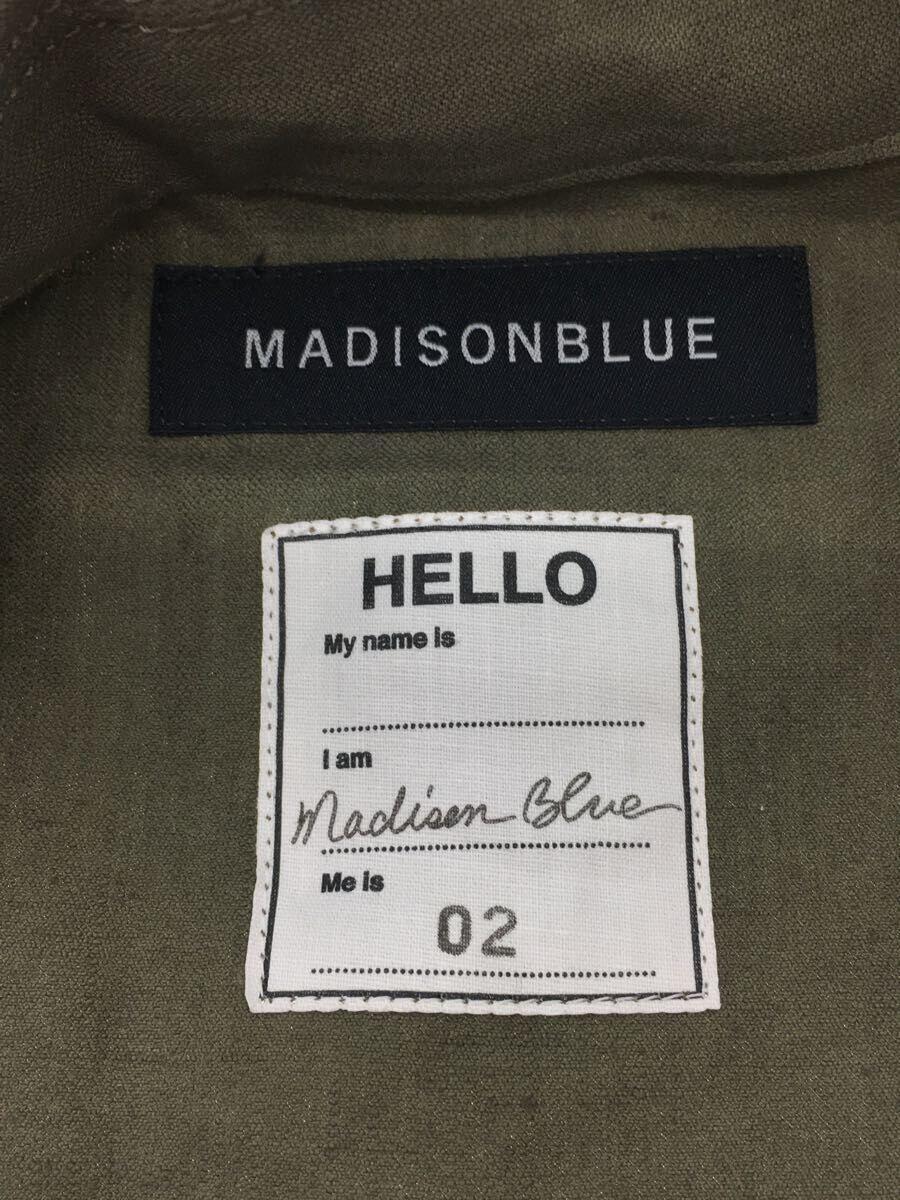 MADISONBLUE
HELLO
My name is
I am
Madison Blue
Me is
02